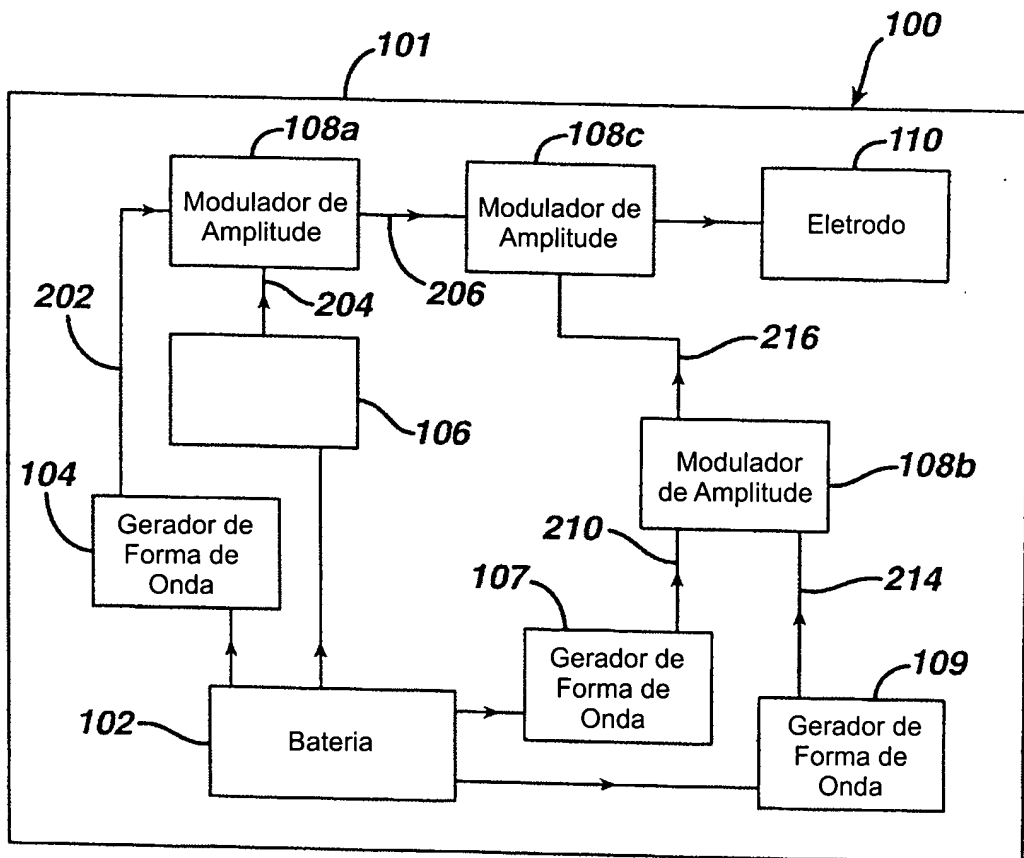 100
101
108a
108c
110
Modulador de
Amplitude
Modulador de
Amplitude
Eletrodo
202
204
206
216
106
104
Gerador de
Forma de
Onda
Modulador
de Amplitude
108b
210
107
214
Gerador de
Forma de
Onda
109
102
Bateria
Gerador de
Forma de
Onda